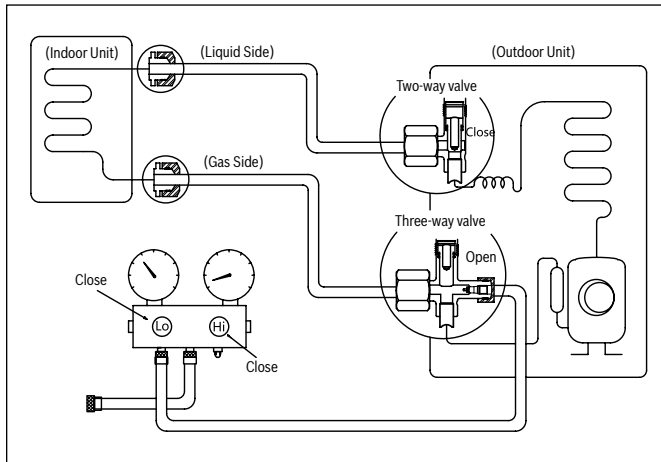 (Indoor Unit)
(Liquid Side)
(Outdoor Unit)
Two-way valve
Close
(Gas Side)
Three-way valve
Open
Close
Lo
Hi
Close